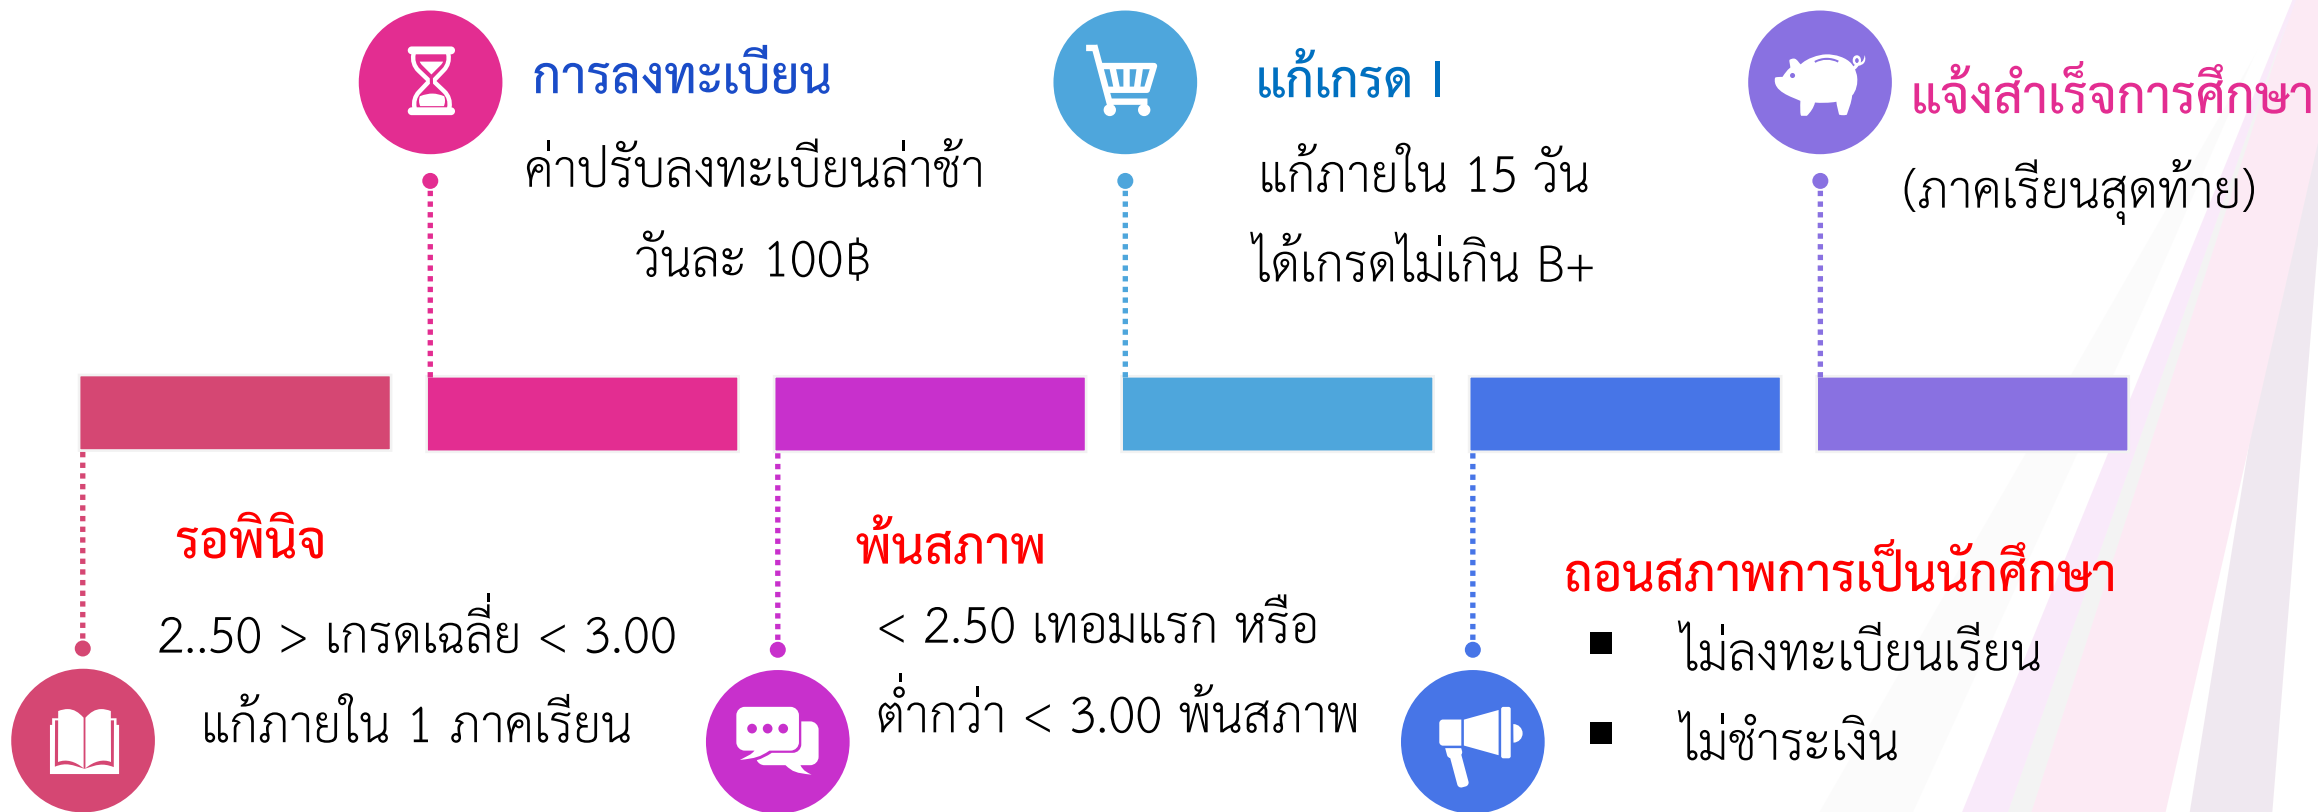 การลงทะเบียน
ค่าปรับลงทะเบียนล่าช้า
วันละ 100฿
แก้เกรด I
แก้ภายใน 15 วัน
ได้เกรดไม่เกิน B+
แจ้งสำเร็จการศึกษา
(ภาคเรียนสุดท้าย)
รอพินิจ
2..50 > เกรดเฉลี่ย < 3.00
แก้ภายใน 1 ภาคเรียน
พ้นสภาพ
< 2.50 เทอมแรก หรือ
ต่ำกว่า < 3.00 พ้นสภาพ
ถอนสภาพการเป็นนักศึกษา
▪ ไม่ลงทะเบียนเรียน
▪ ไม่ชำระเงิน